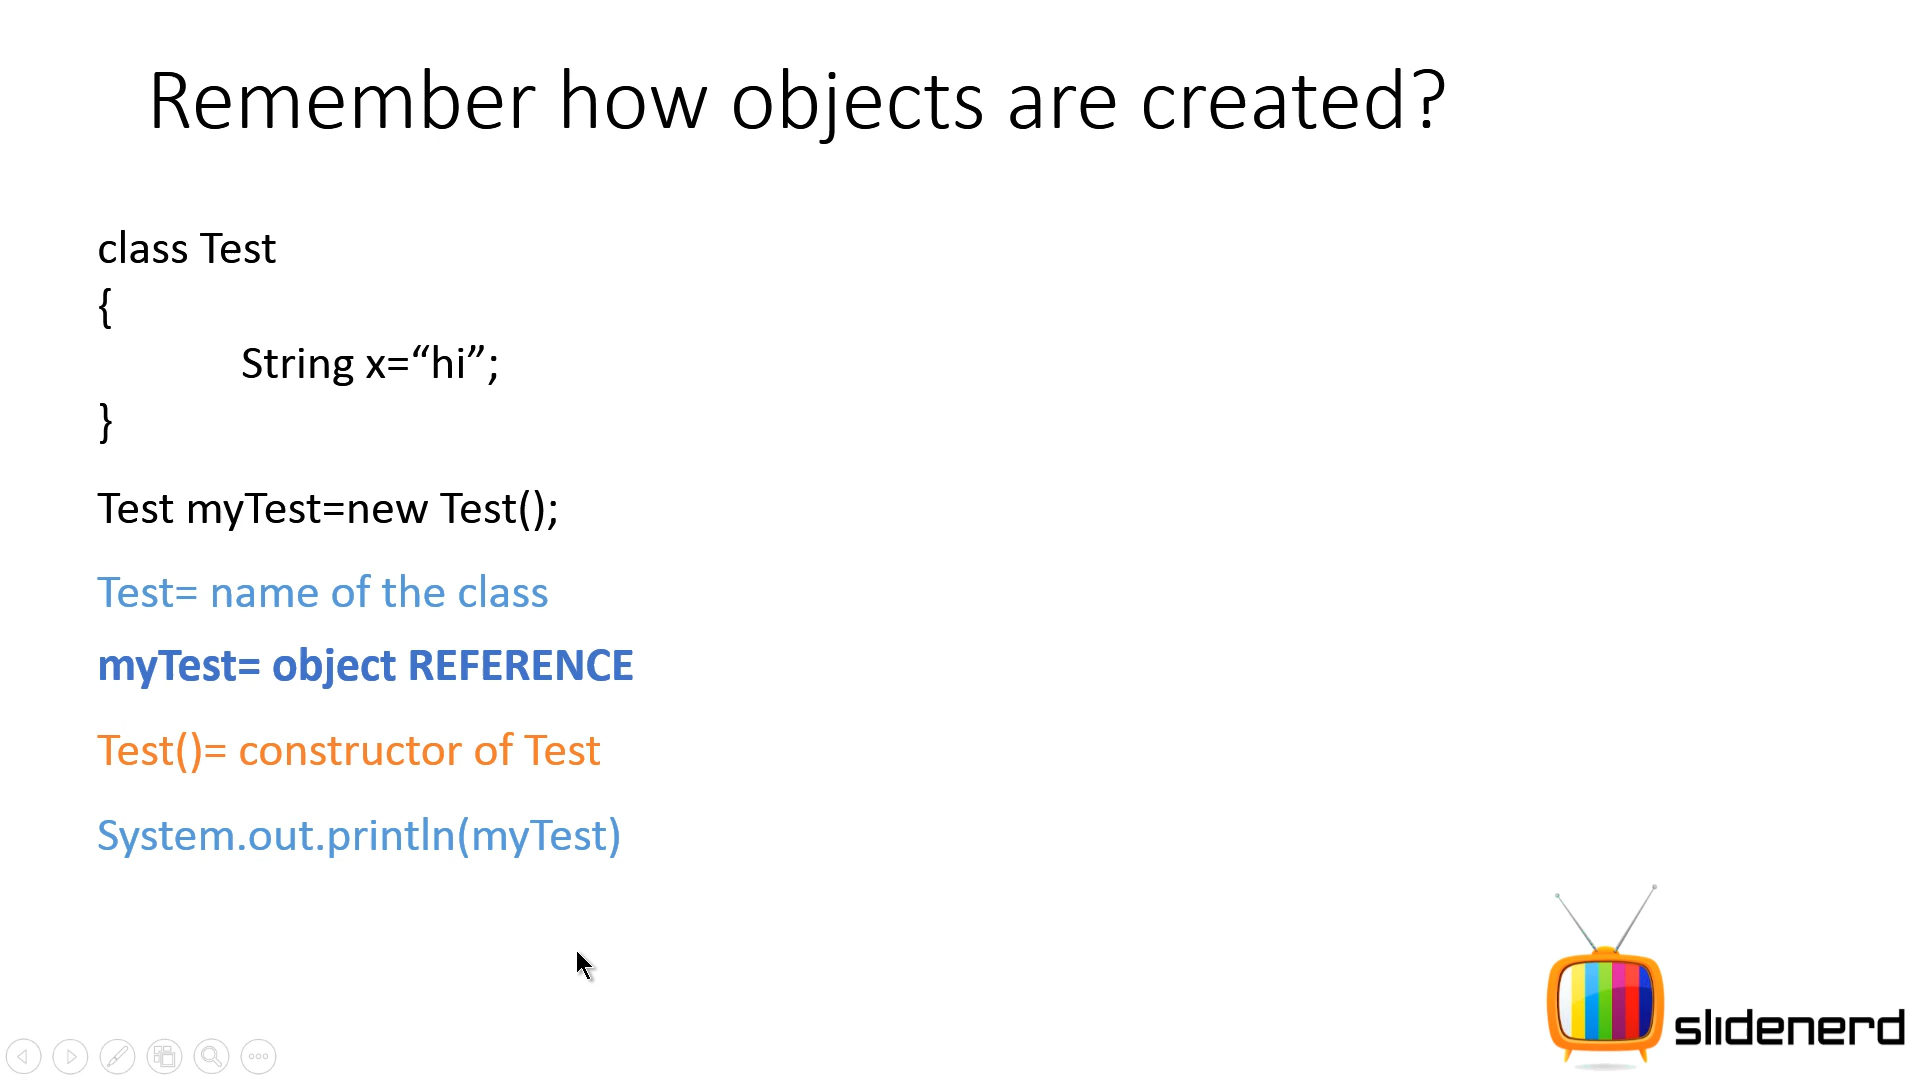 Remember how objects are created?
class Test
{
String x=“hi”;
}
Test myTest=new Test();
Test= name of the class
myTest= object REFERENCE
Test()= constructor of Test
System.out.println(myTest)
slidenerd